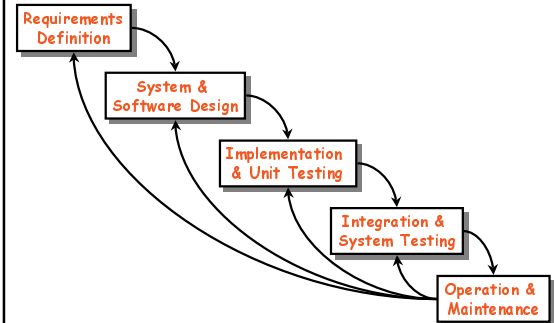 Requirements
Definition
System &
Software Design
Implementation
& Unit Testing
Integration &
System Testing
Operation &
Maintenance